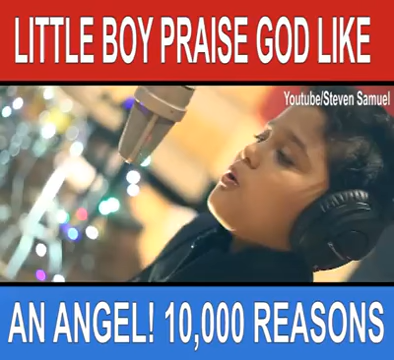 LITTLE BOY PRAISE GOD LIKE
Youtube/Steven Samuel
AN ANGEL! 10,000 REASONS